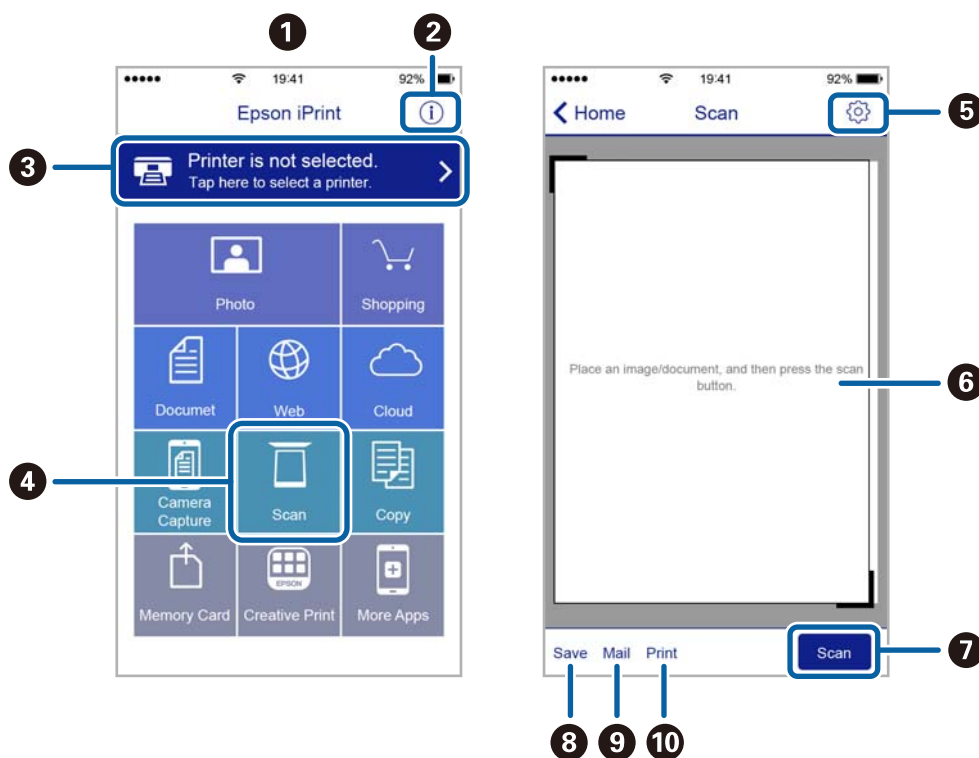 1
2
19:41
92%
Epson iPrint
i
3
Printer is not selected.
Tap here to select a printer.
Photo
Shopping
Documet
Web
Cloud
4
Camera
Capture
Scan
Copy
EPSON
Memory Card
Creative Print
More Apps
19:41
92%
Home
Scan
5
Place an image/document, and then press the scan
button.
6
Save Mail Print
Scan
7
8
9
10